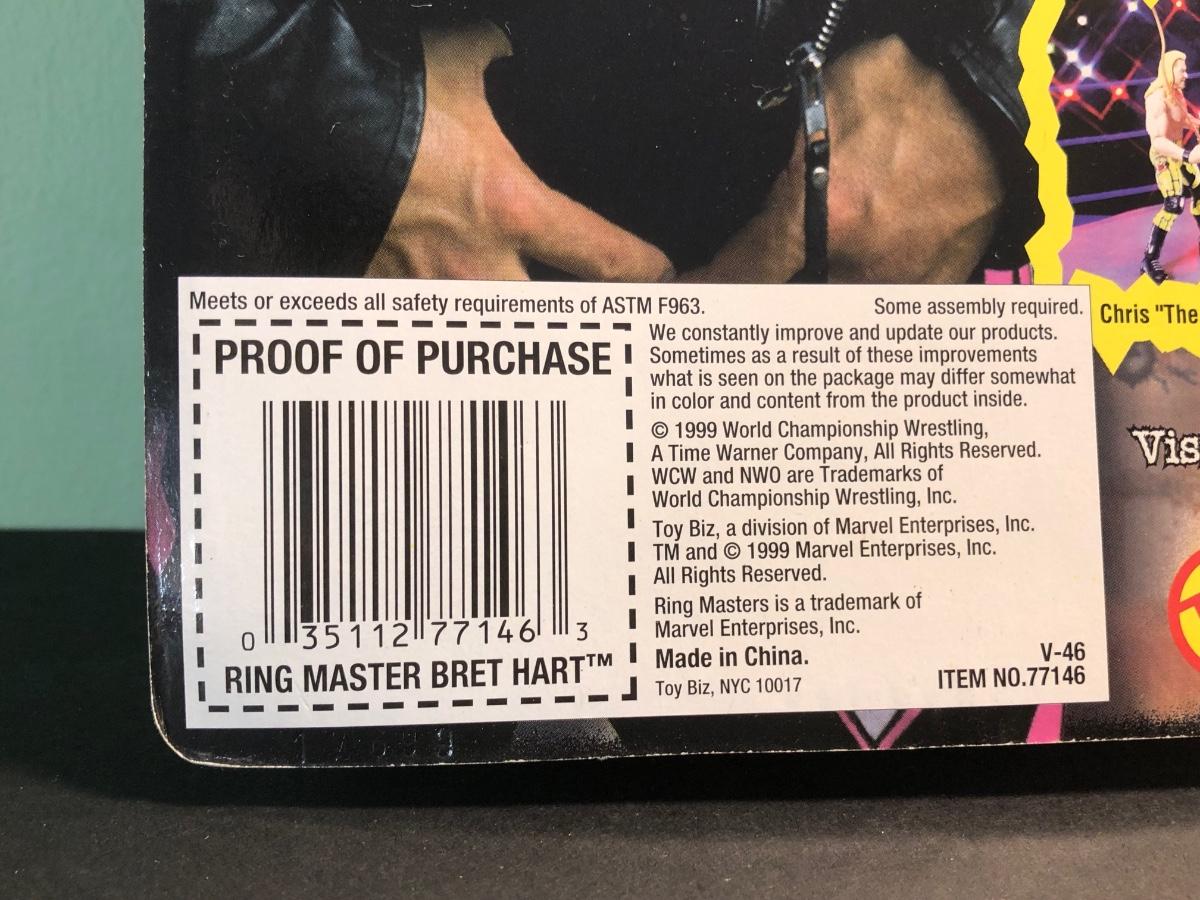 Meets or exceeds all safety requirements of ASTM F963.
Some assembly required.
PROOF OF PURCHASE
0 35112 77146 3
RING MASTER BRET HART™
We constantly improve and update our products.
Sometimes as a result of these improvements
what is seen on the package may differ somewhat
in color and content from the product inside.
© 1999 World Championship Wrestling,
A Time Warner Company, All Rights Reserved.
WCW and NWO are Trademarks of
World Championship Wrestling, Inc.
Toy Biz, a division of Marvel Enterprises, Inc.
TM and © 1999 Marvel Enterprises, Inc.
All Rights Reserved.
Ring Masters is a trademark of
Marvel Enterprises, Inc.
Made in China.
Toy Biz, NYC 10017
V-46
ITEM NO.77146
Chris "The
Vis